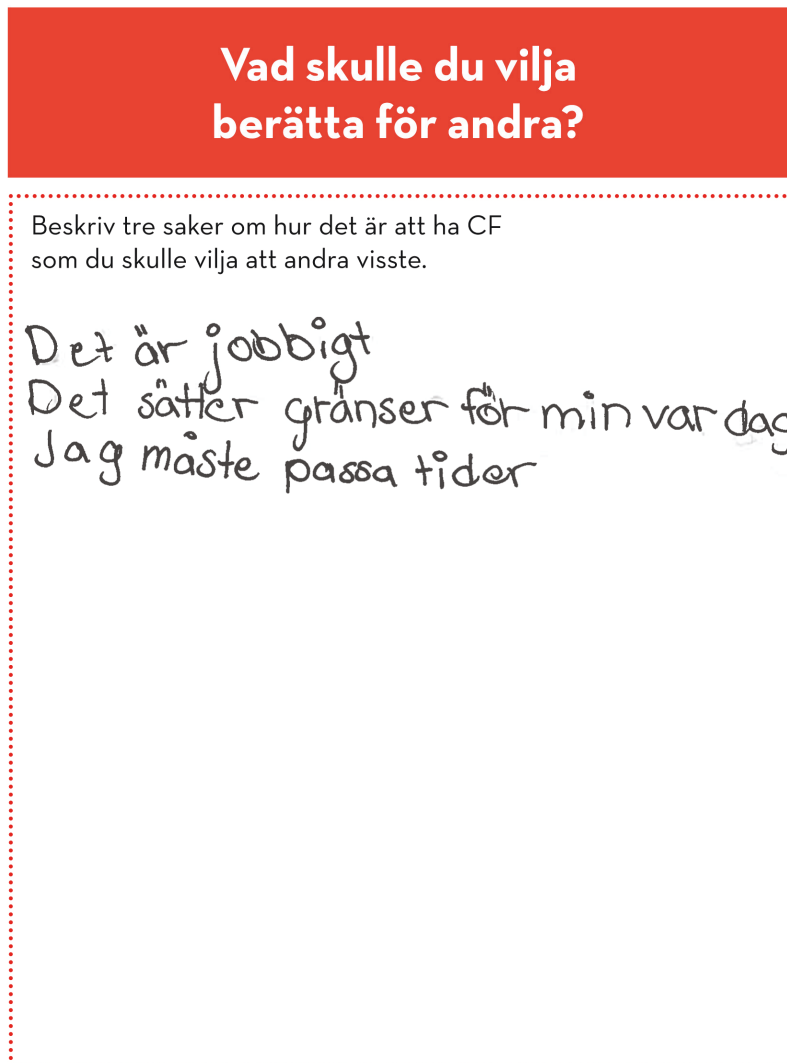 Vad skulle du vilja
berätta för andra?
Beskriv tre saker om hur det är att ha CF
som du skulle vilja att andra visste.
Det är jobbigt
Det sätter gränser för min vardag
Jag måste passa tider